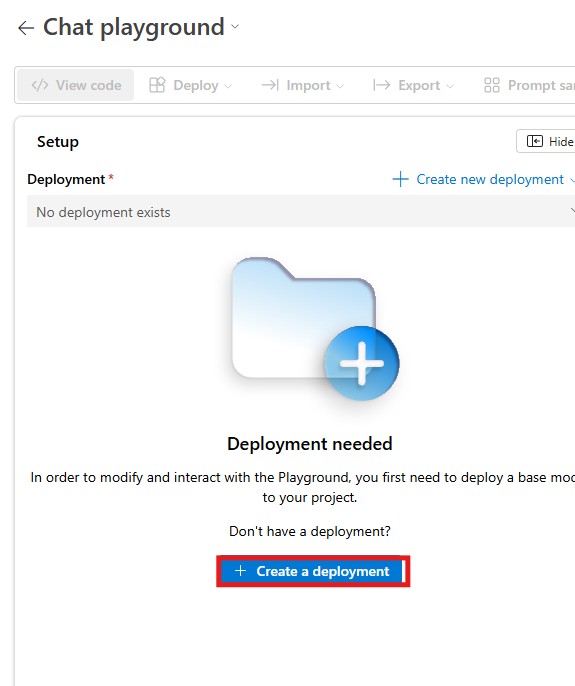 Chat playground
View code Deploy Import Export Prompt
Setup
Hide
Deployment *
Create new deployment
No deployment exists
Deployment needed
In order to modify and interact with the Playground, you first need to deploy a base
to your project.
Don't have a deployment?
Create a deployment